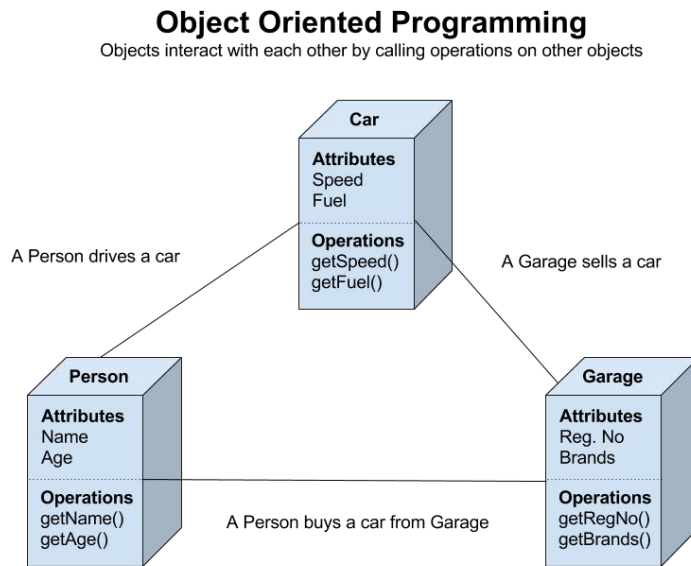 Object Oriented Programming
Objects interact with each other by calling operations on other objects
Car
Attributes
Speed
Fuel
Operations
getSpeed()
getFuel()
A Person drives a car
A Garage sells a car
Person
Attributes
Name
Age
Operations
getName()
getAge()
A Person buys a car from Garage
Garage
Attributes
Reg. No
Brands
Operations
getRegNo()
getBrands()